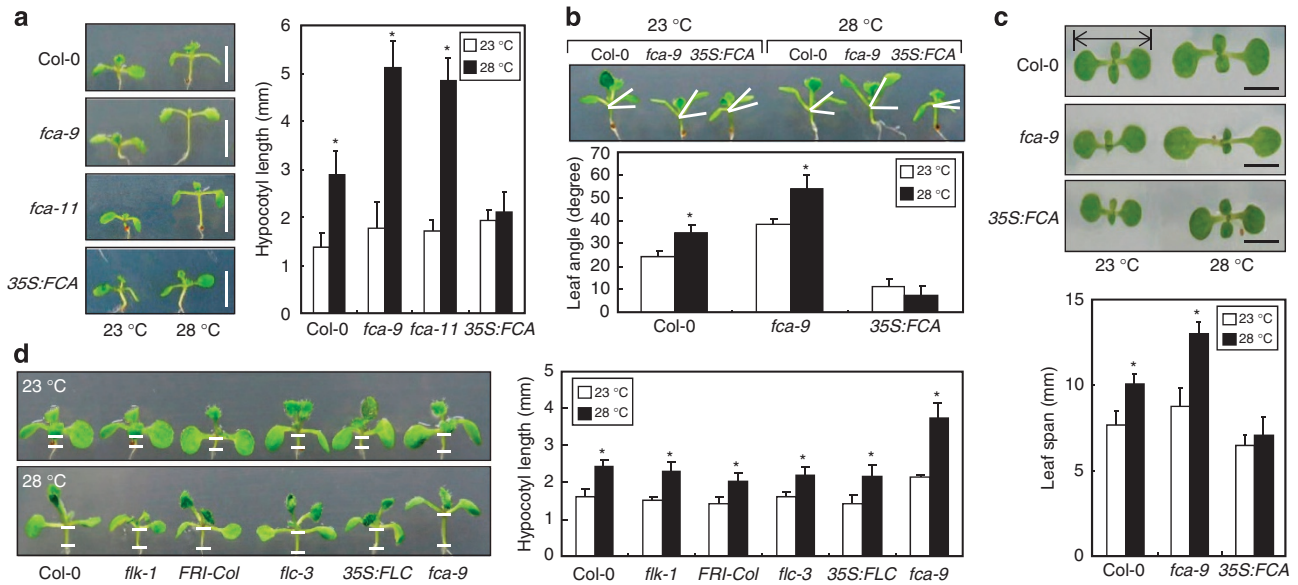 a
Col-0
fca-9
fca-11
35S:FCA
23 °C 28 °C
Hypocotyl length (mm)
6
5
4
3
2
1
0
23 °C
28 °C
*
*
*
Col-0 fca-9 fca-11 35S:FCA
b
23 °C 28 °C
Col-0 fca-9 35S:FCA Col-0 fca-9 35S:FCA
Leaf angle (degree)
70
60
50
40
30
20
10
0
23 °C
28 °C
*
*
Col-0 fca-9 35S:FCA
c
Col-0
fca-9
35S:FCA
23 °C 28 °C
Leaf span (mm)
15
10
5
0
23 °C
28 °C
*
*
Col-0 fca-9 35S:FCA
d
23 °C
28 °C
Col-0 flk-1 FRI-Col flc-3 35S:FLC fca-9
Hypocotyl length (mm)
5
4
3
2
1
0
23 °C
28 °C
*
*
*
*
*
*
Col-0 flk-1 FRI-Col flc-3 35S:FLC fca-9